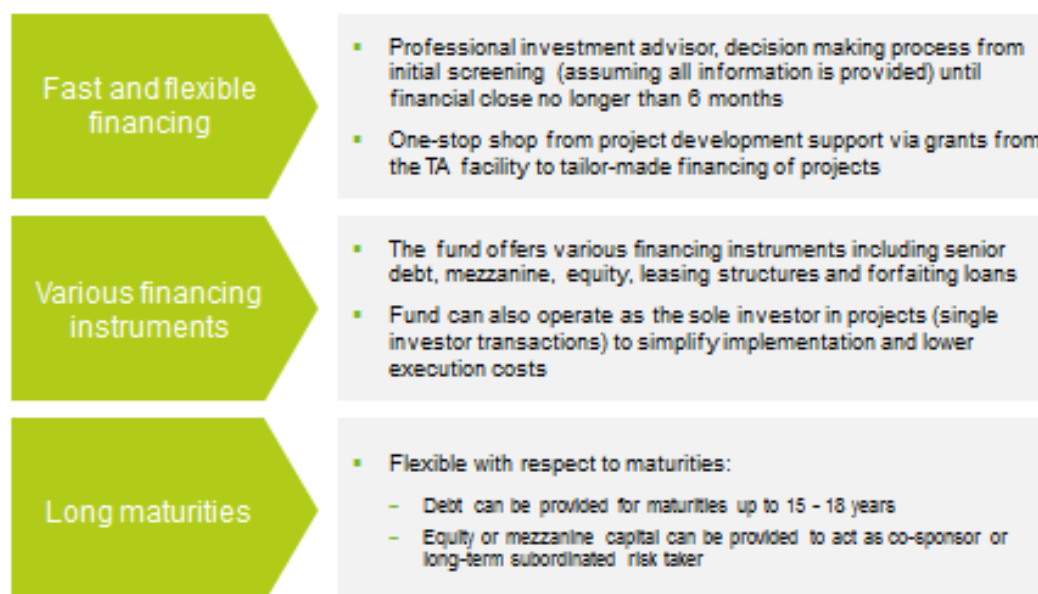 Fast and flexible
financing
Professional investment advisor, decision making process from
initial screening (assuming all information is provided) until
financial close no longer than 6 months
One-stop shop from project development support via grants from
the TA facility to tailor-made financing of projects
Various financing
instruments
The fund offers various financing instruments including senior
debt, mezzanine, equity, leasing structures and forfaiting loans
Fund can also operate as the sole investor in projects (single
investor transactions) to simplify implementation and lower
execution costs
Long maturities
Flexible with respect to maturities:
– Debt can be provided for maturities up to 15 - 18 years
– Equity or mezzanine capital can be provided to act as co-sponsor or
long-term subordinated risk taker